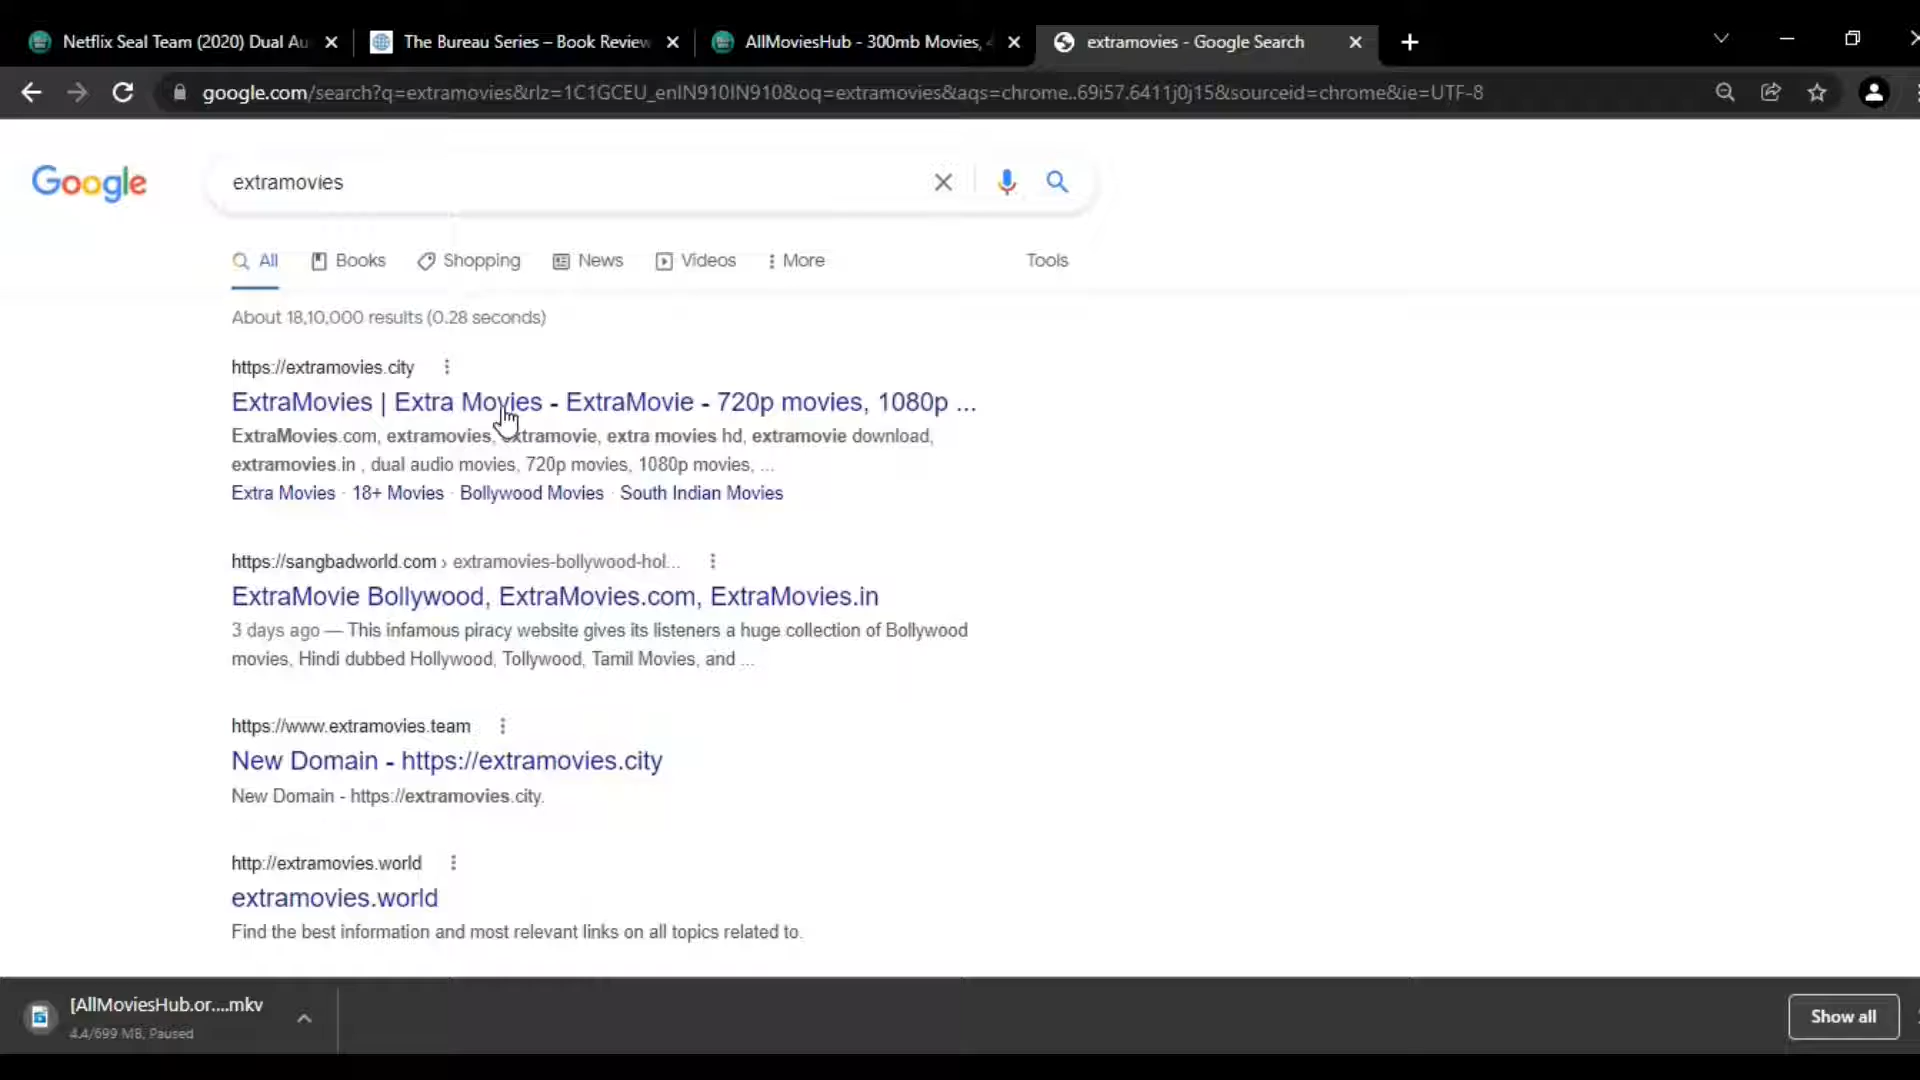 Netflix Seal Team (2020) Dual Au
The Bureau Series – Book Review
AllMoviesHub - 300mb Movies, 4
extramovies - Google Search
google.com/search?q=extramovies&rlz=1C1GCEU_enIN910IN910&oq=extramovies&aqs=chrome..69i57.6411j0j15&sourceid=chrome&ie=UTF-8
Google
extramovies
All
Books
Shopping
News
Videos
More
Tools
About 18,10,000 results (0.28 seconds)
https://extramovies.city
ExtraMovies | Extra Movies - ExtraMovie - 720p movies, 1080p ...
ExtraMovies.com, extramovies, extramovie, extra movies hd, extramovie download,
extramovies.in , dual audio movies, 720p movies, 1080p movies, ...
Extra Movies · 18+ Movies · Bollywood Movies · South Indian Movies
https://sangbadworld.com › extramovies-bollywood-hol...
ExtraMovie Bollywood, ExtraMovies.com, ExtraMovies.in
3 days ago — This infamous piracy website gives its listeners a huge collection of Bollywood
movies, Hindi dubbed Hollywood, Tollywood, Tamil Movies, and ...
https://www.extramovies.team
New Domain - https://extramovies.city
New Domain - https://extramovies.city.
http://extramovies.world
extramovies.world
Find the best information and most relevant links on all topics related to.
[AllMoviesHub.or....mkv
4.4/699 MB, Paused
Show all